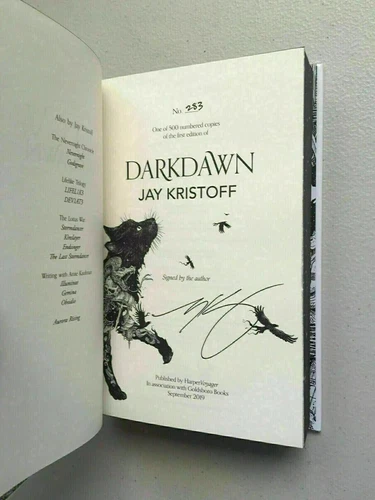 Also by Jay Kristoff
The Nevernight Chronicle
Nevernight
Godsgrave
Lifel1k3 Trilogy
LIFEL1K3
DEV1AT3
The Lotus War
Stormdancer
Kinslayer
Endsinger
The Last Stormdancer
Writing with Amie Kaufman
Illuminae
Gemina
Obsidio
Aurora Rising
No. 283
One of 500 numbered copies
of the first edition of
DARKDAWN
JAY KRISTOFF
Signed by the author
Published by HarperVoyager
In association with Goldsboro Books
September 2019